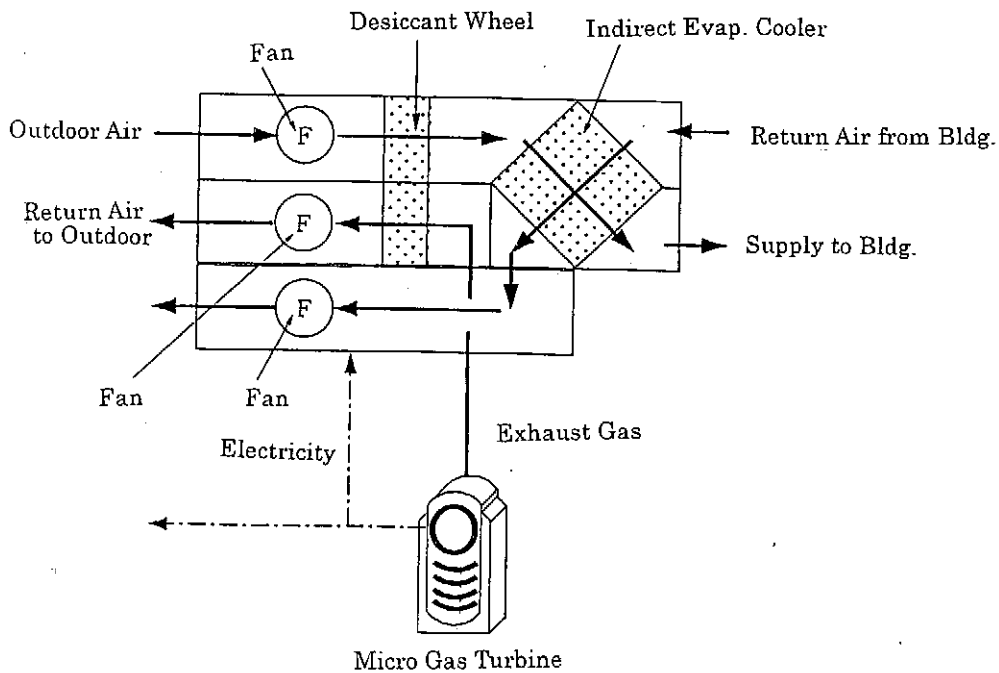 Desiccant Wheel
Indirect Evap. Cooler
Fan
Outdoor Air
F
Return Air from Bldg.
Return Air
to Outdoor
F
Supply to Bldg.
F
Fan
Fan
Electricity
Exhaust Gas
Micro Gas Turbine